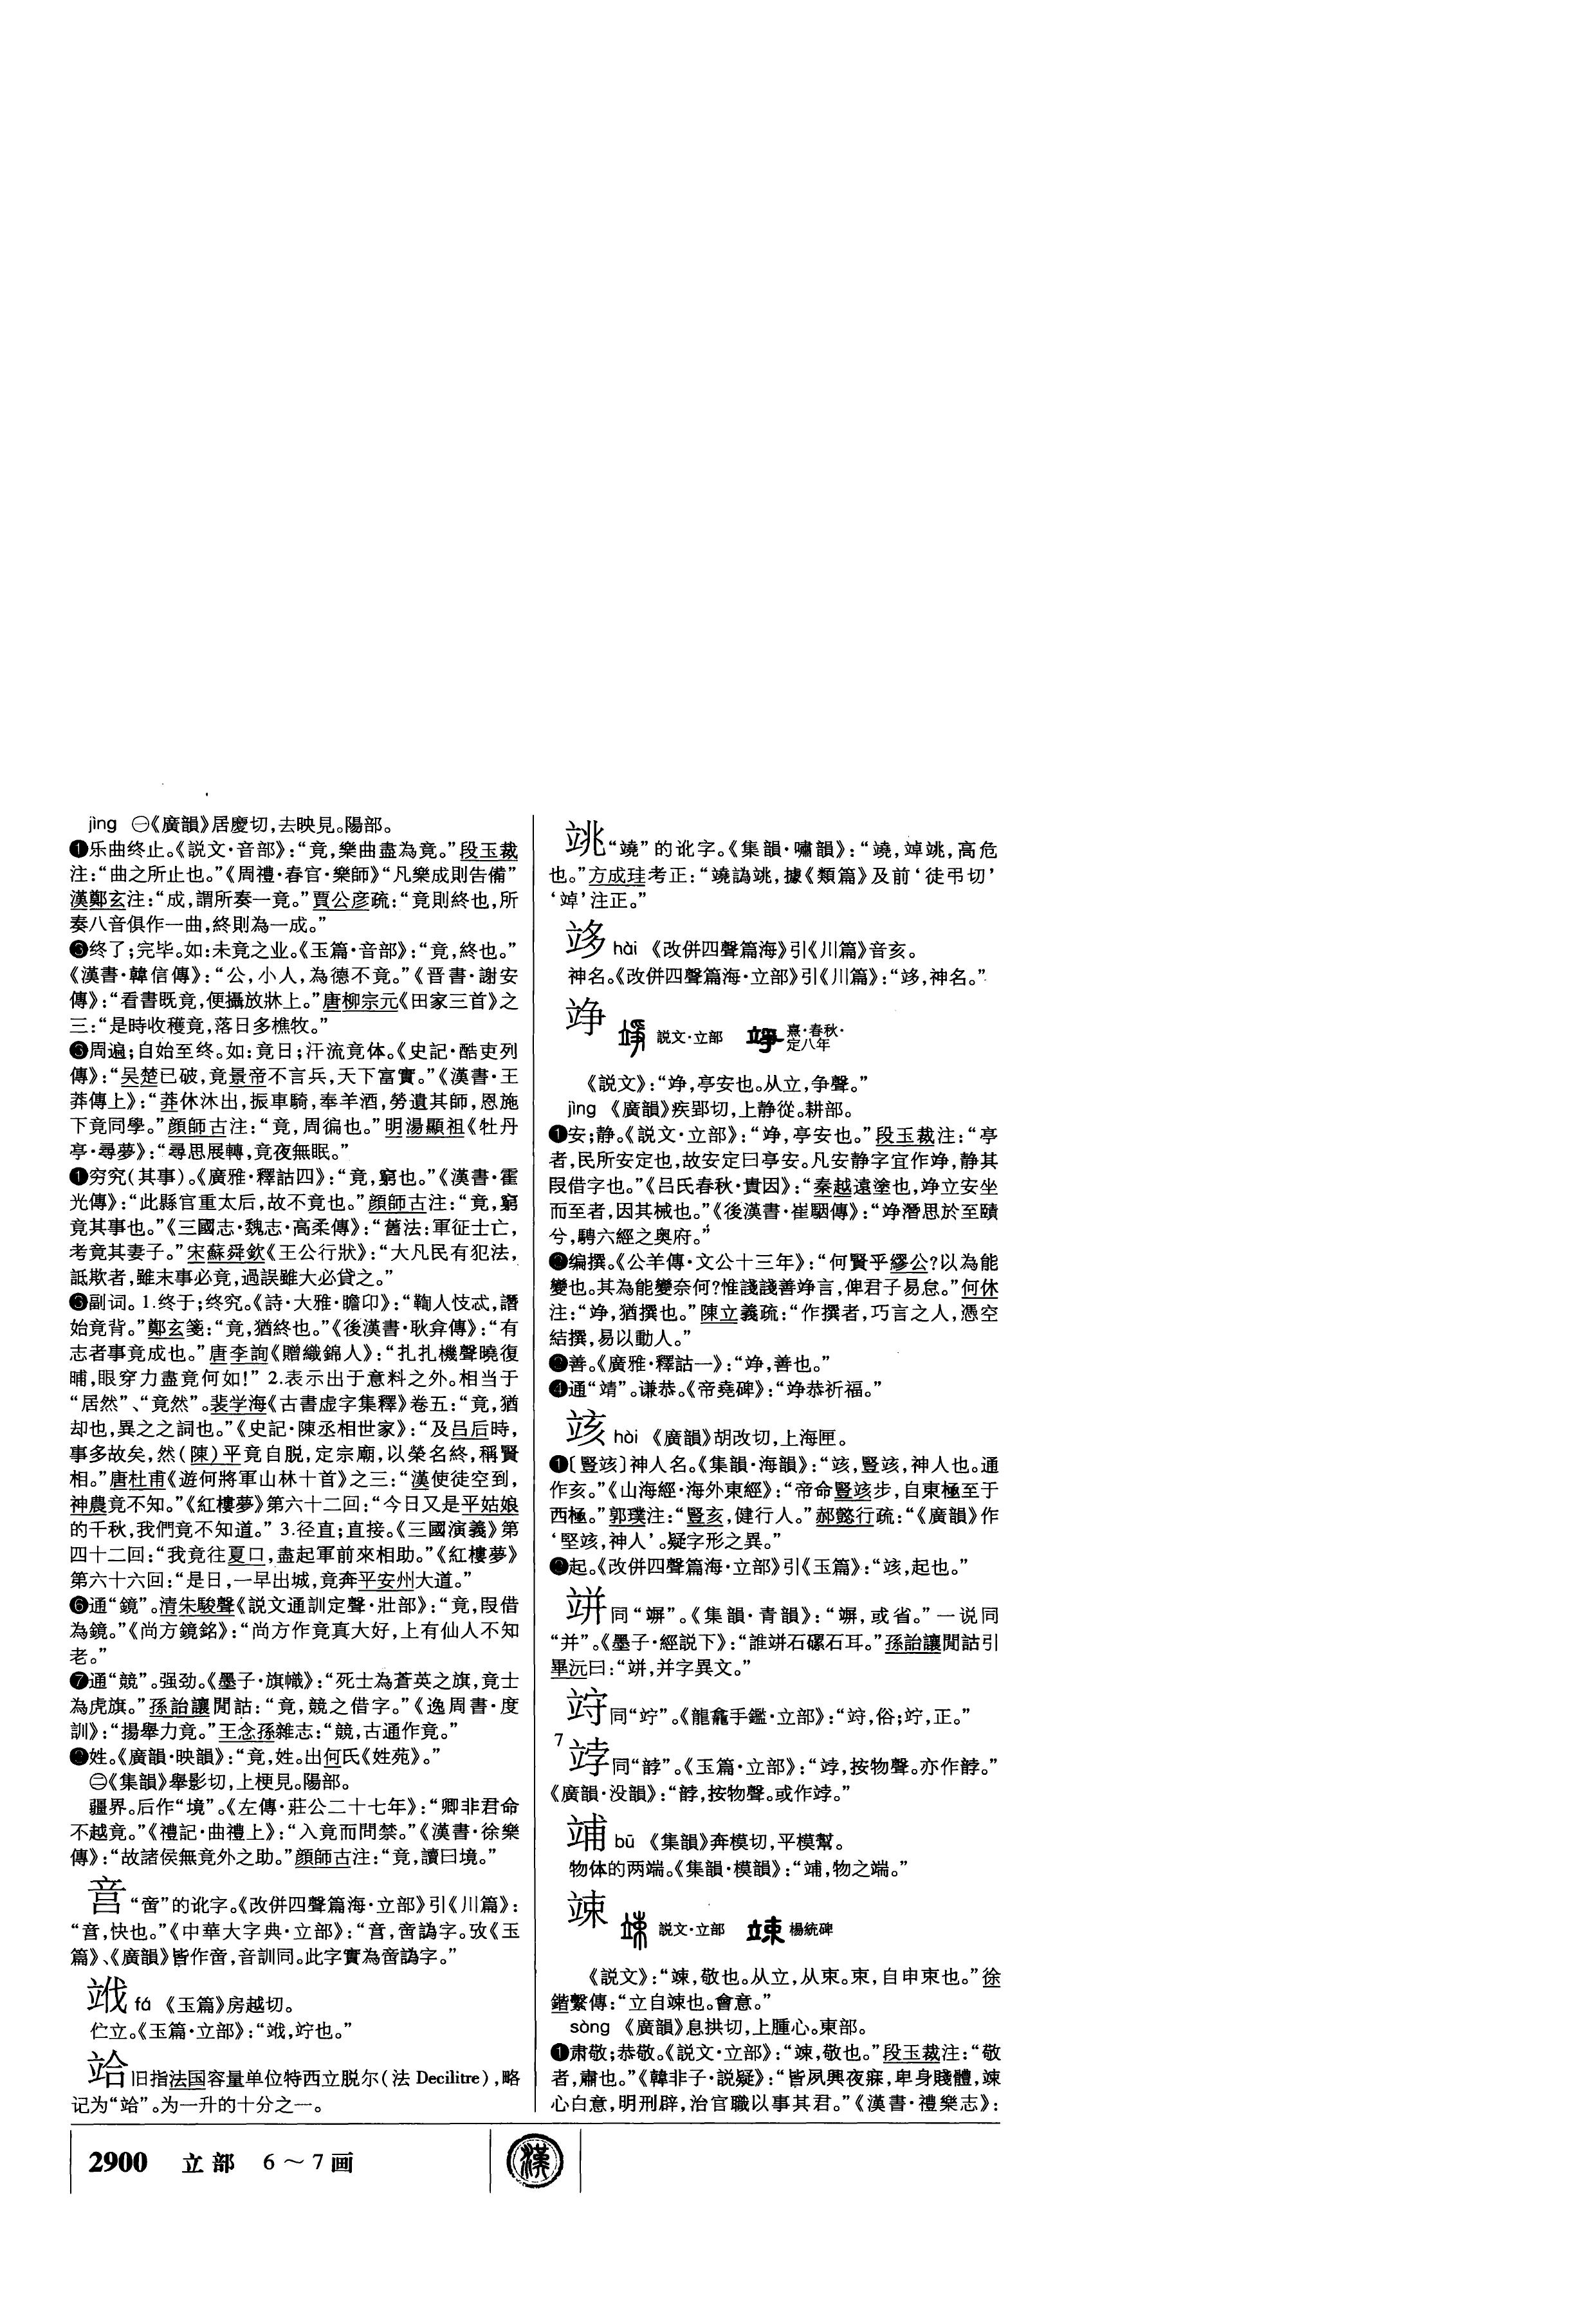 jìng ㊀《廣韻》居慶切,去映見。陽部。
❶乐曲终止。《説文·音部》:“竟,樂曲盡為竟。”段玉裁
注:“曲之所止也。”《周禮·春官·樂師》“凡樂成則告備”
漢鄭玄注:“成,謂所奏一竟。”賈公彦疏:“竟則終也,所
奏八音俱作一曲,終則為一成。”
❸终了;完毕。如:未竟之业。《玉篇·音部》:“竟,終也。”
《漢書·韓信傳》:“公,小人,為德不竟。”《晋書·謝安
傳》:“看書既竟,便攝放牀上。”唐柳宗元《田家三首》之
三:“是時收穫竟,落日多樵牧。”
❸周遍;自始至终。如:竟日;汗流竟体。《史記·酷吏列
傳》:“吴楚已破,竟景帝不言兵,天下富實。”《漢書·王
莽傳上》:“莽休沐出,振車騎,奉羊酒,勞遺其師,恩施
下竟同學。”顔師古注:“竟,周徧也。”明湯顯祖《牡丹
亭·尋夢》:“尋思展轉,竟夜無眠。”
❶穷究(其事)。《廣雅·釋詁四》:“竟,窮也。”《漢書·霍
光傳》:“此縣官重太后,故不竟也。”顔師古注:“竟,窮
竟其事也。”《三國志·魏志·高柔傳》:“舊法:軍征士亡,
考竟其妻子。”宋蘇舜欽《王公行狀》:“大凡民有犯法,
詆欺者,雖末事必竟,過誤雖大必貸之。”
❸副词。1.终于;终究。《詩·大雅·瞻卬》:“鞫人忮忒,譖
始竟背。”鄭玄箋:“竟,猶終也。”《後漢書·耿弇傳》:“有
志者事竟成也。”唐李詢《贈織錦人》:“扎扎機聲曉復
晡,眼穿力盡竟何如!” 2.表示出于意料之外。相当于
“居然”、“竟然”。裴学海《古書虚字集釋》卷五:“竟,猶
却也,異之之詞也。”《史記·陳丞相世家》:“及吕后時,
事多故矣,然(陳)平竟自脱,定宗廟,以榮名終,稱賢
相。”唐杜甫《遊何將軍山林十首》之三:“漢使徒空到,
神農竟不知。”《紅樓夢》第六十二回:“今日又是平姑娘
的千秋,我們竟不知道。” 3.径直;直接。《三國演義》第
四十二回:“我竟往夏口,盡起軍前來相助。”《紅樓夢》
第六十六回:“是日,一早出城,竟奔平安州大道。”
❻通“鏡”。清朱駿聲《説文通訓定聲·壯部》:“竟,叚借
為鏡。”《尚方鏡銘》:“尚方作竟真大好,上有仙人不知
老。”
❼通“競”。强劲。《墨子·旗幟》:“死士為蒼英之旗,竟士
為虎旗。”孫詒讓閒詁:“竟,競之借字。”《逸周書·度
訓》:“揚舉力竟。”王念孫雜志:“競,古通作竟。”
❷姓。《廣韻·映韻》:“竟,姓。出何氏《姓苑》。”
㊁《集韻》舉影切,上梗見。陽部。
疆界。后作“境”。《左傳·莊公二十七年》:“卿非君命
不越竟。”《禮記·曲禮上》:“入竟而問禁。”《漢書·徐樂
傳》:“故諸侯無竟外之助。”顔師古注:“竟,讀曰境。”
“啻”的讹字。《改併四聲篇海·立部》引《川篇》:
“,快也。”《中華大字典·立部》:“,啻譌字。攷《玉
篇》、《廣韻》皆作啻,音訓同。此字實為啻譌字。”
fá 《玉篇》房越切。
伫立。《玉篇·立部》:“,竚也。”
竕旧指法国容量单位特西立脱尔(法 Decilitre),略
记为“”。为一升的十分之一。
2900 立部 6～7画
漢
䄻“竱”的讹字。《集韻·嘯韻》:“,高危
也。”方成珪考正:“譌,據《類篇》及前‘徒弔切’
‘’注正。”
hài 《改併四聲篇海》引《川篇》音亥。
神名。《改併四聲篇海·立部》引《川篇》:“,神名。”
竫 説文·立部 熹·春秋·定八年
《説文》:“竫,亭安也。从立,争聲。”
jìng 《廣韻》疾郢切,上静從。耕部。
❶安;静。《説文·立部》:“竫,亭安也。”段玉裁注:“亭
者,民所安定也,故安定曰亭安。凡安静字宜作竫,静其
叚借字也。”《吕氏春秋·貴因》:“秦越遠塗也,竫立安坐
而至者,因其械也。”《後漢書·崔駰傳》:“竫潛思於至賾
兮,騁六經之奥府。”
❷编撰。《公羊傳·文公十三年》:“何賢乎繆公?以為能
變也。其為能變奈何?惟諓諓善竫言,俾君子易怠。”何休
注:“竫,猶撰也。”陳立義疏:“作撰者,巧言之人,憑空
結撰,易以動人。”
❷善。《廣雅·釋詁一》:“竫,善也。”
❹通“靖”。谦恭。《帝堯碑》:“竫恭祈福。”
竢 hòi 《廣韻》胡改切,上海匣。
❶〔豎𥩲〕神人名。《集韻·海韻》:“,豎,神人也。通
作亥。”《山海經·海外東經》:“帝命豎步,自東極至于
西極。”郭璞注:“豎亥,健行人。”郝懿行疏:“《廣韻》作
‘堅,神人’。疑字形之異。”
❷起。《改併四聲篇海·立部》引《玉篇》:“,起也。”
竮同“竮”。《集韻·青韻》:“竮,或省。”一说同
“并”。《墨子·經説下》:“誰竝石磥石耳。”孫詒讓閒詁引
畢沅曰:“,并字異文。”
同“竚”。《龍龕手鑑·立部》:“,俗;竚,正。”
7
同“䪁”。《玉篇·立部》:“,按物聲。亦作。”
《廣韻·没韻》:“,按物聲。或作。”
bū 《集韻》奔模切,平模幫。
物体的两端。《集韻·模韻》:“,物之端。”
竦 説文·立部 楊統碑
《説文》:“竦,敬也。从立,从束。束,自申束也。”徐
鍇繫傳:“立自竦也。會意。”
sòng 《廣韻》息拱切,上腫心。東部。
❶肃敬;恭敬。《説文·立部》:“竦,敬也。”段玉裁注:“敬
者,肅也。”《韓非子·説疑》:“皆夙興夜寐,卑身賤體,竦
心白意,明刑辟,治官職以事其君。”《漢書·禮樂志》: